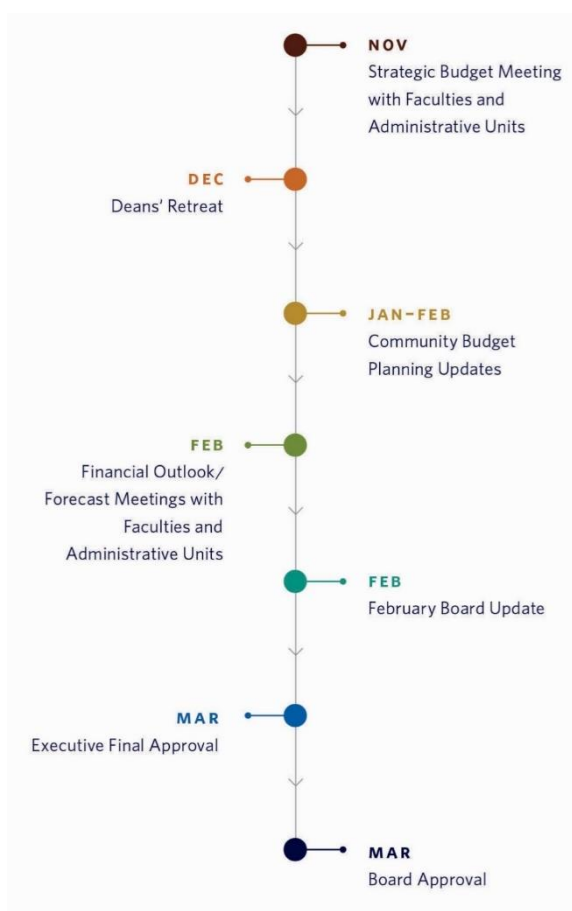 NOV
Strategic Budget Meeting
with Faculties and
Administrative Units
DEC
Deans’ Retreat
JAN–FEB
Community Budget
Planning Updates
FEB
Financial Outlook/
Forecast Meetings with
Faculties and
Administrative Units
FEB
February Board Update
MAR
Executive Final Approval
MAR
Board Approval